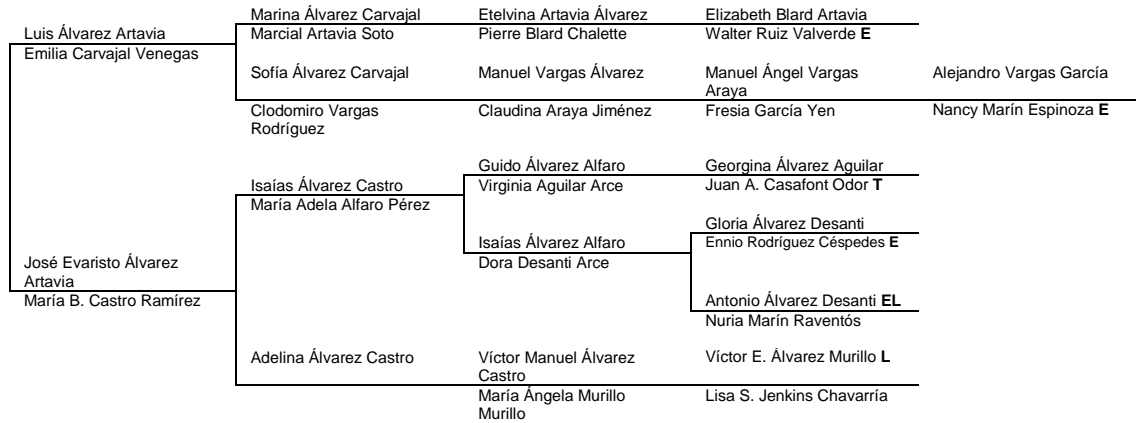 Marina Álvarez Carvajal
Etelvina Artavia Álvarez
Elizabeth Blard Artavia
Luis Álvarez Artavia
Marcial Artavia Soto
Pierre Blard Chalette
Walter Ruiz Valverde E
Emilia Carvajal Venegas
Sofía Álvarez Carvajal
Manuel Vargas Álvarez
Manuel Ángel Vargas
Araya
Alejandro Vargas García
Clodomiro Vargas
Rodríguez
Claudina Araya Jiménez
Fresia García Yen
Nancy Marín Espinoza E
Guido Álvarez Alfaro
Georgina Álvarez Aguilar
Isaías Álvarez Castro
Virginia Aguilar Arce
Juan A. Casafont Odor T
María Adela Alfaro Pérez
Gloria Álvarez Desanti
Isaías Álvarez Alfaro
Ennio Rodríguez Céspedes E
José Evaristo Álvarez
Artavia
Dora Desanti Arce
María B. Castro Ramírez
Antonio Álvarez Desanti EL
Nuria Marín Raventós
Adelina Álvarez Castro
Víctor Manuel Álvarez
Castro
Víctor E. Álvarez Murillo L
María Ángela Murillo
Murillo
Lisa S. Jenkins Chavarría